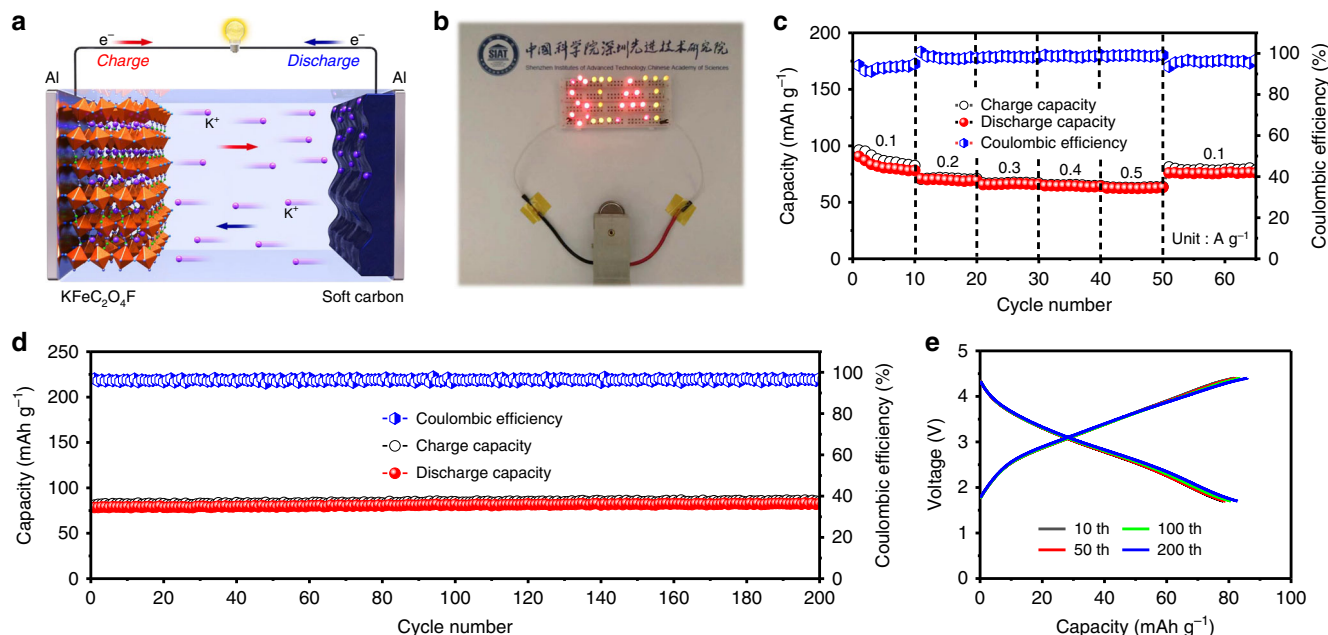 a
e⁻
e⁻
Charge
Discharge
Al
Al
K⁺
K⁺
KFeC₂O₄F
Soft carbon
b
SIAT
中国科学院深圳先进技术研究院
Shenzhen Institutes of Advanced Technology Chinese Academy of Sciences
c
200
150
100
50
0
Capacity (mAh g⁻¹)
100
80
60
40
20
0
Coulombic efficiency (%)
Charge capacity
Discharge capacity
Coulombic efficiency
0.1
0.2
0.3
0.4
0.5
0.1
Unit : A g⁻¹
0 10 20 30 40 50 60
Cycle number
d
250
225
200
175
150
100
75
50
25
0
Capacity (mAh g⁻¹)
100
80
60
40
20
0
Coulombic efficiency (%)
Coulombic efficiency
Charge capacity
Discharge capacity
0 20 40 60 80 100 120 140 160 180 200
Cycle number
e
5
4
3
2
1
0
Voltage (V)
10 th
100 th
50 th
200 th
0 20 40 60 80 100
Capacity (mAh g⁻¹)